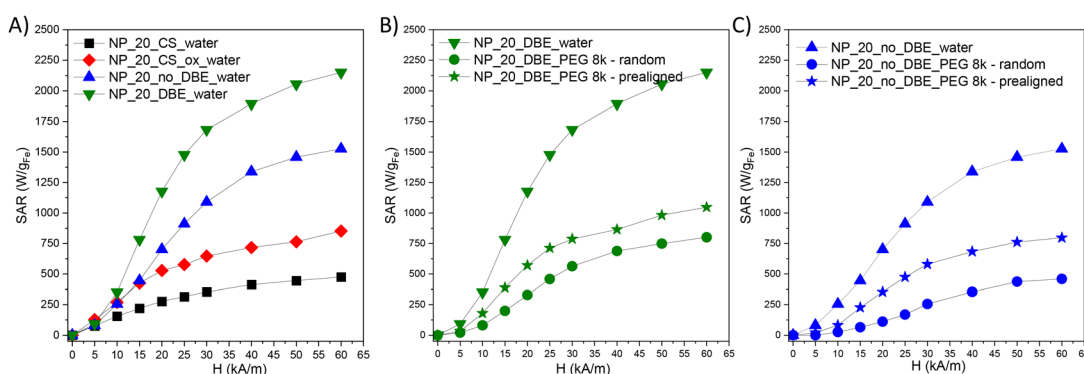 A)
NP_20_CS_water
NP_20_CS_ox_water
NP_20_no_DBE_water
NP_20_DBE_water
2500
2250
2000
1750
1500
1250
1000
750
500
250
0
SAR (W/gFe)
0 5 10 15 20 25 30 35 40 45 50 55 60 65
H (kA/m)
B)
NP_20_DBE_water
NP_20_DBE_PEG 8k - random
NP_20_DBE_PEG 8k - prealigned
2500
2250
2000
1750
1500
1250
1000
750
500
250
0
SAR (W/gFe)
0 5 10 15 20 25 30 35 40 45 50 55 60 65
H (kA/m)
C)
NP_20_no_DBE_water
NP_20_no_DBE_PEG 8k - random
NP_20_no_DBE_PEG 8k - prealigned
2500
2250
2000
1750
1500
1250
1000
750
500
250
0
SAR (W/gFe)
0 5 10 15 20 25 30 35 40 45 50 55 60 65
H (kA/m)